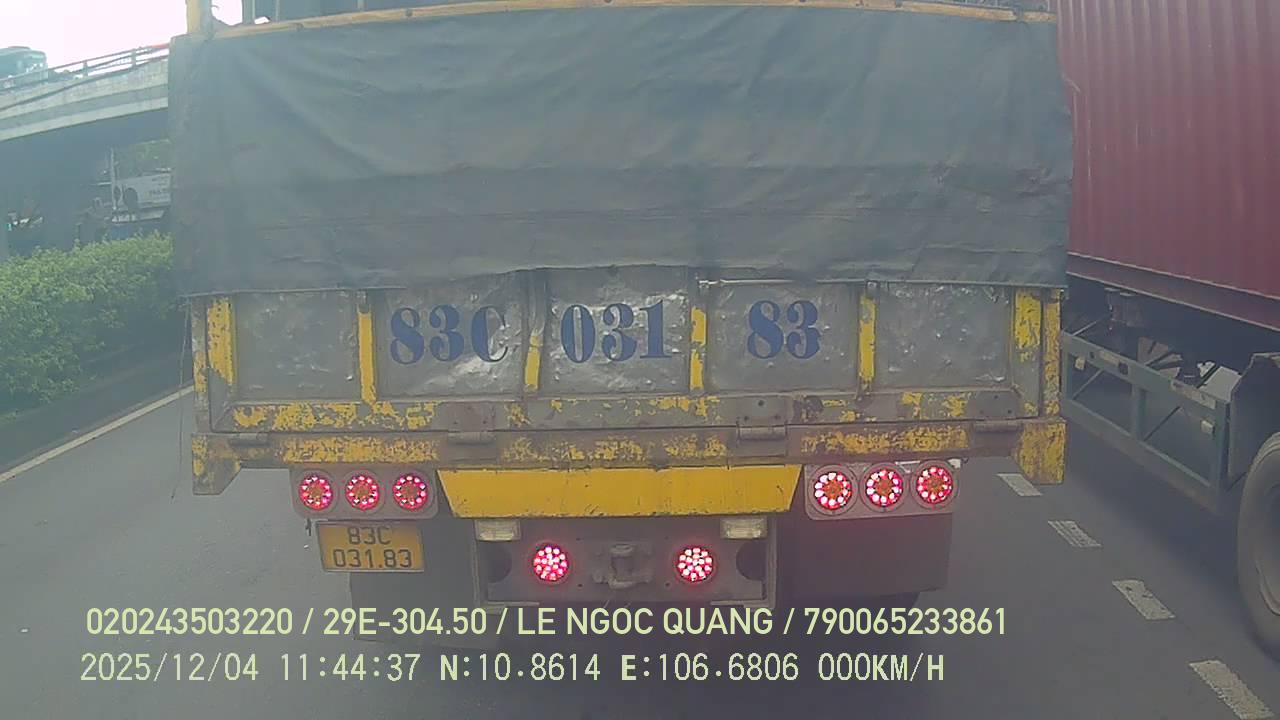 83C 031 83
83C
031.83
020243503220 / 29E-304.50 / LE NGOC QUANG / 790065233861
2025/12/04 11:44:37 N:10.8614 E:106.6806 000KM/H